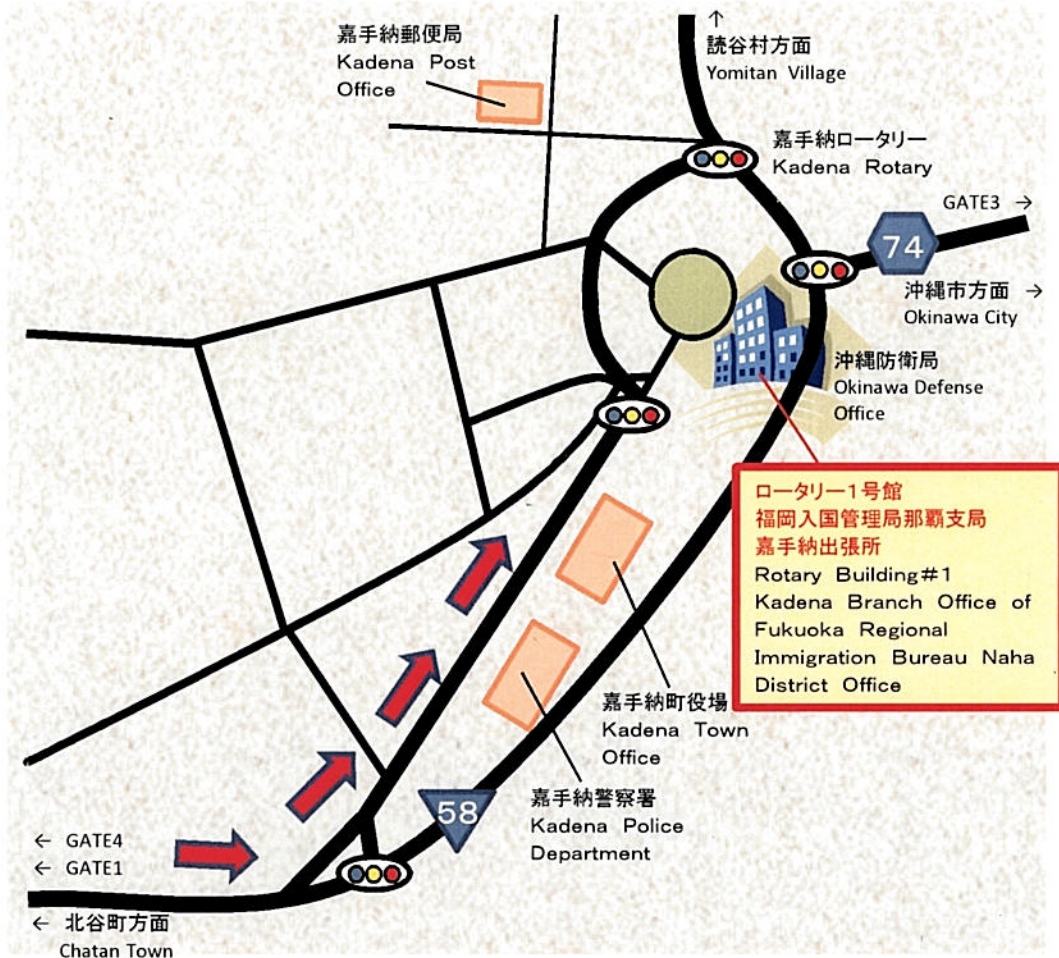 嘉手納郵便局
Kadena Post
Office
↑
読谷村方面
Yomitan Village
嘉手納ロータリー
Kadena Rotary
GATE3 →
74
沖縄市方面 →
Okinawa City
沖縄防衛局
Okinawa Defense
Office
ロータリー1号館
福岡入国管理局那覇支局
嘉手納出張所
Rotary Building#1
Kadena Branch Office of
Fukuoka Regional
Immigration Bureau Naha
District Office
嘉手納町役場
Kadena Town
Office
嘉手納警察署
Kadena Police
Department
58
← GATE4
← GATE1
← 北谷町方面
Chatan Town